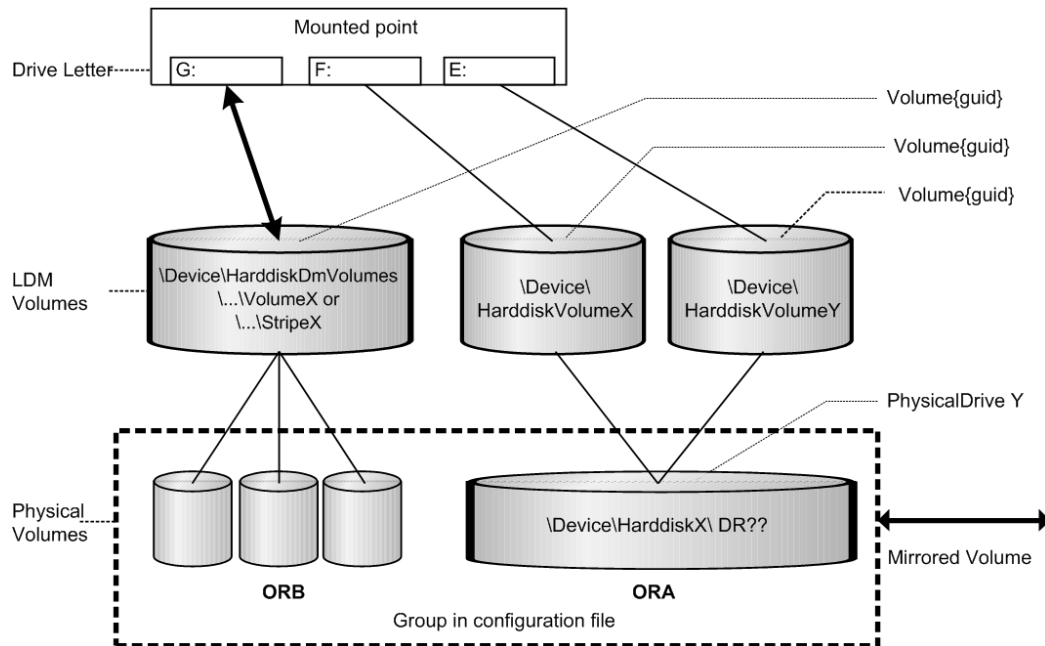 Mounted point
Drive Letter
G:
F:
E:
Volume{guid}
Volume{guid}
Volume{guid}
LDM
Volumes
\Device\HarddiskDmVolumes
\...\VolumeX or
\...\StripeX
\Device\
HarddiskVolumeX
\Device\
HarddiskVolumeY
PhysicalDrive Y
Physical
Volumes
\Device\HarddiskX\ DR??
Mirrored Volume
ORB
ORA
Group in configuration file